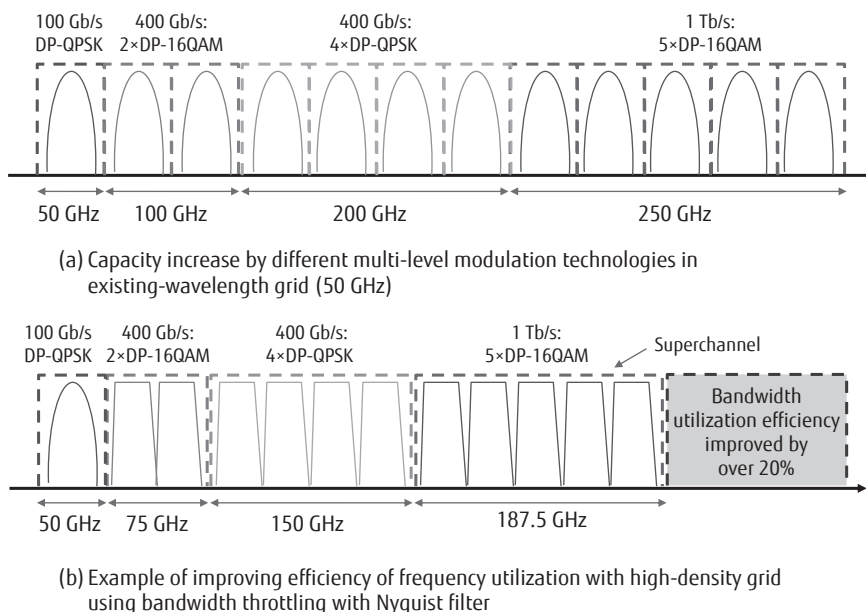 100 Gb/s
DP-QPSK
400 Gb/s:
2×DP-16QAM
400 Gb/s:
4×DP-QPSK
1 Tb/s:
5×DP-16QAM
50 GHz
100 GHz
200 GHz
250 GHz
(a) Capacity increase by different multi-level modulation technologies in
existing-wavelength grid (50 GHz)
100 Gb/s
DP-QPSK
400 Gb/s:
2×DP-16QAM
400 Gb/s:
4×DP-QPSK
1 Tb/s:
5×DP-16QAM
Superchannel
Bandwidth
utilization efficiency
improved by
over 20%
50 GHz
75 GHz
150 GHz
187.5 GHz
(b) Example of improving efficiency of frequency utilization with high-density grid
using bandwidth throttling with Nyquist filter